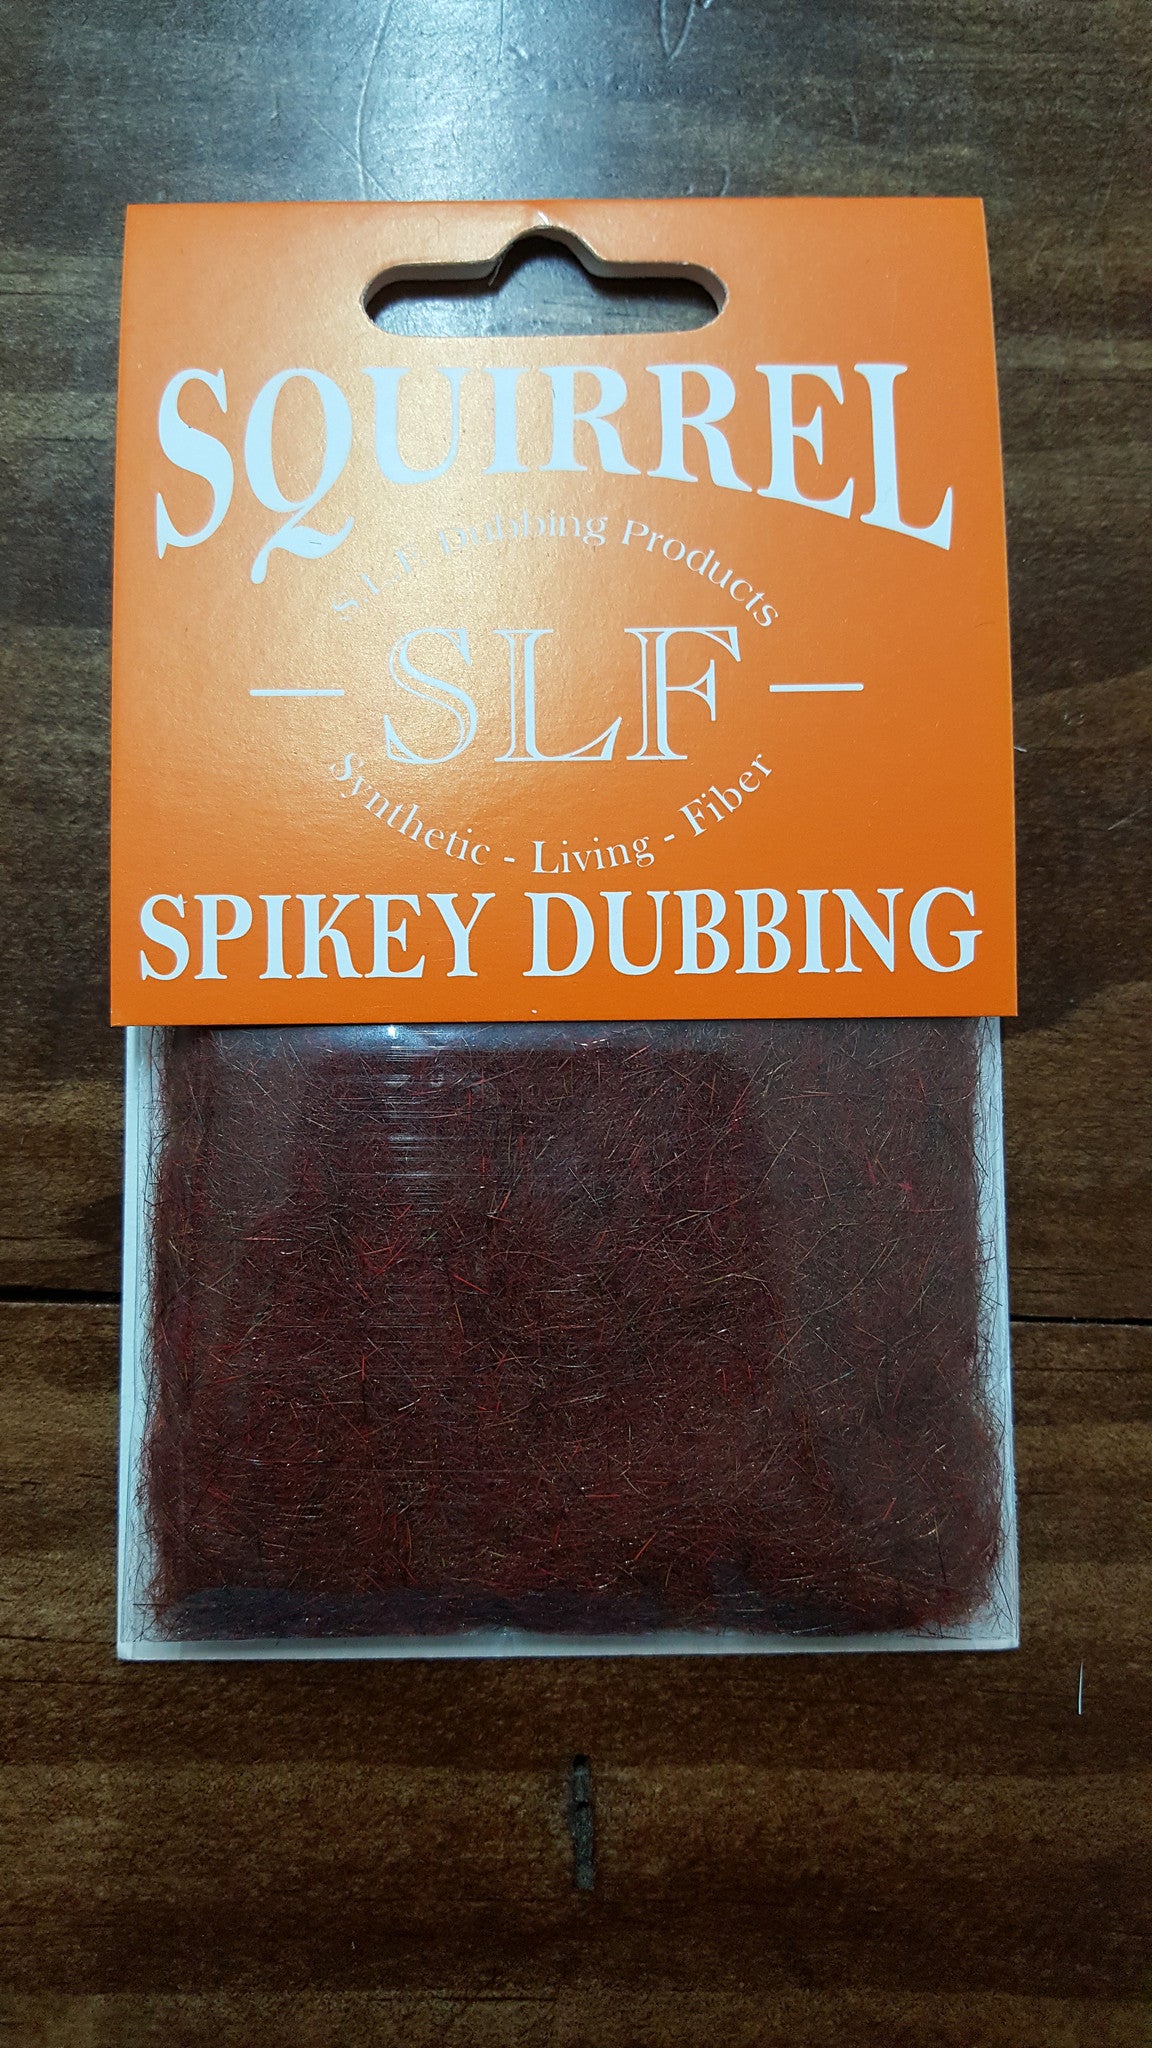 SQUIRREL
S.L.F. Dubbing Products
— SLF —
Synthetic - Living - Fiber
SPIKEY DUBBING